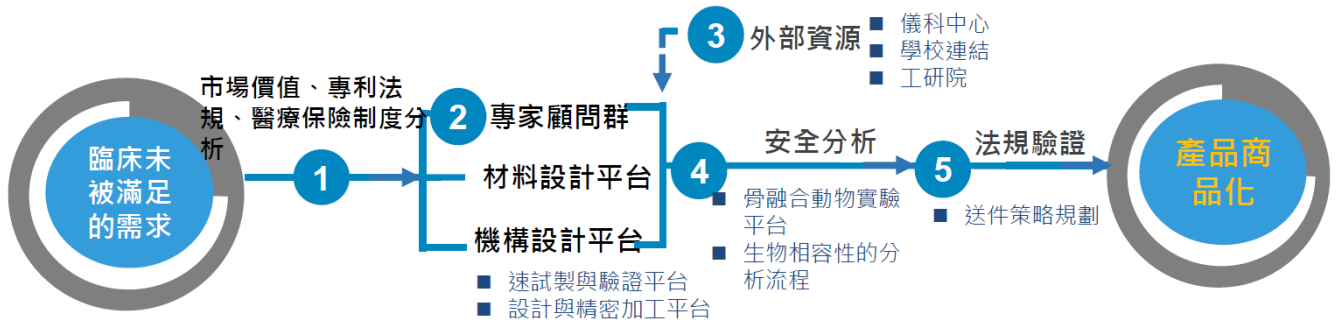 臨床未
被滿足
的需求
市場價值、專利法
規、醫療保險制度分
析
1
2 專家顧問群
材料設計平台
機構設計平台
■ 速試製與驗證平台
■ 設計與精密加工平台
3 外部資源
■ 儀科中心
■ 學校連結
■ 工研院
4 安全分析
■ 骨融合動物實驗
平台
■ 生物相容性的分
析流程
5 法規驗證
■ 送件策略規劃
產品商
品化